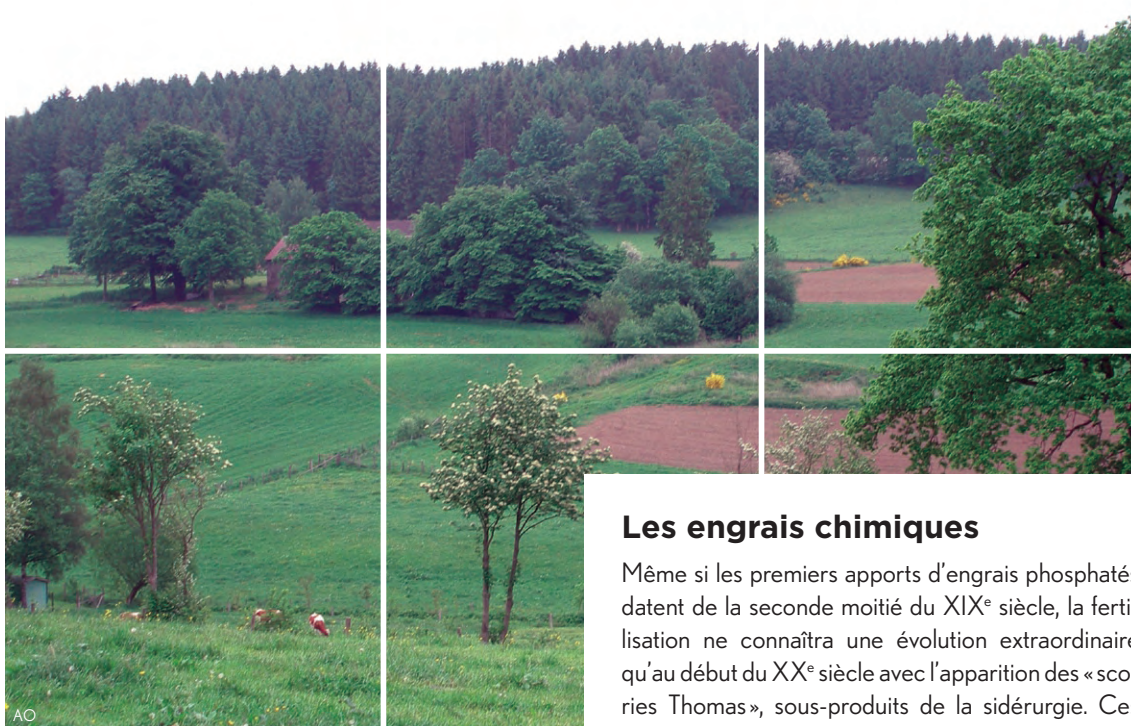 Les engrais chimiques
Même si les premiers apports d'engrais phosphatés
datent de la seconde moitié du XIXe siècle, la ferti-
lisation ne connaîtra une évolution extraordinaire
qu'au début du XXe siècle avec l'apparition des « sco-
ries Thomas », sous-produits de la sidérurgie. Ce
AO